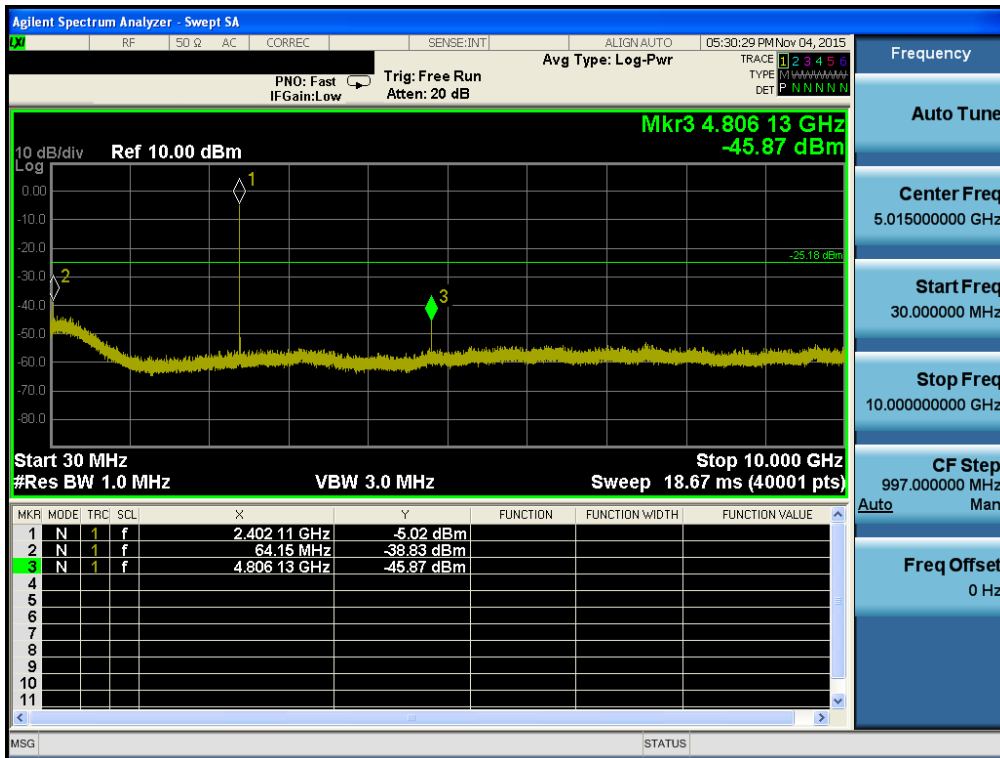 Agilent Spectrum Analyzer - Swept SA
LXI RF 50 Ω AC CORREC SENSE:INT ALIGN AUTO 05:30:29 PM Nov 04, 2015
Avg Type: Log-Pwr
TRACE 1 2 3 4 5 6
TYPE M
DET P N N N N N
PNO: Fast
IFGain:Low
Trig: Free Run
Atten: 20 dB
Mkr3 4.806 13 GHz
-45.87 dBm
10 dB/div Ref 10.00 dBm
Log
0.00
-10.0
-20.0
-30.0
-40.0
-50.0
-60.0
-70.0
-80.0
1
2
3
-25.18 dBm
Start 30 MHz Stop 10.000 GHz
#Res BW 1.0 MHz VBW 3.0 MHz Sweep 18.67 ms (40001 pts)
MKR MODE TRC SCL X Y FUNCTION FUNCTION WIDTH FUNCTION VALUE
1 N 1 f 2.402 11 GHz -5.02 dBm
2 N 1 f 64.15 MHz -38.83 dBm
3 N 1 f 4.806 13 GHz -45.87 dBm
4
5
6
7
8
9
10
11
MSG STATUS
Frequency
Auto Tune
Center Freq
5.015000000 GHz
Start Freq
30.000000 MHz
Stop Freq
10.000000000 GHz
CF Step
997.000000 MHz
Auto Man
Freq Offset
0 Hz